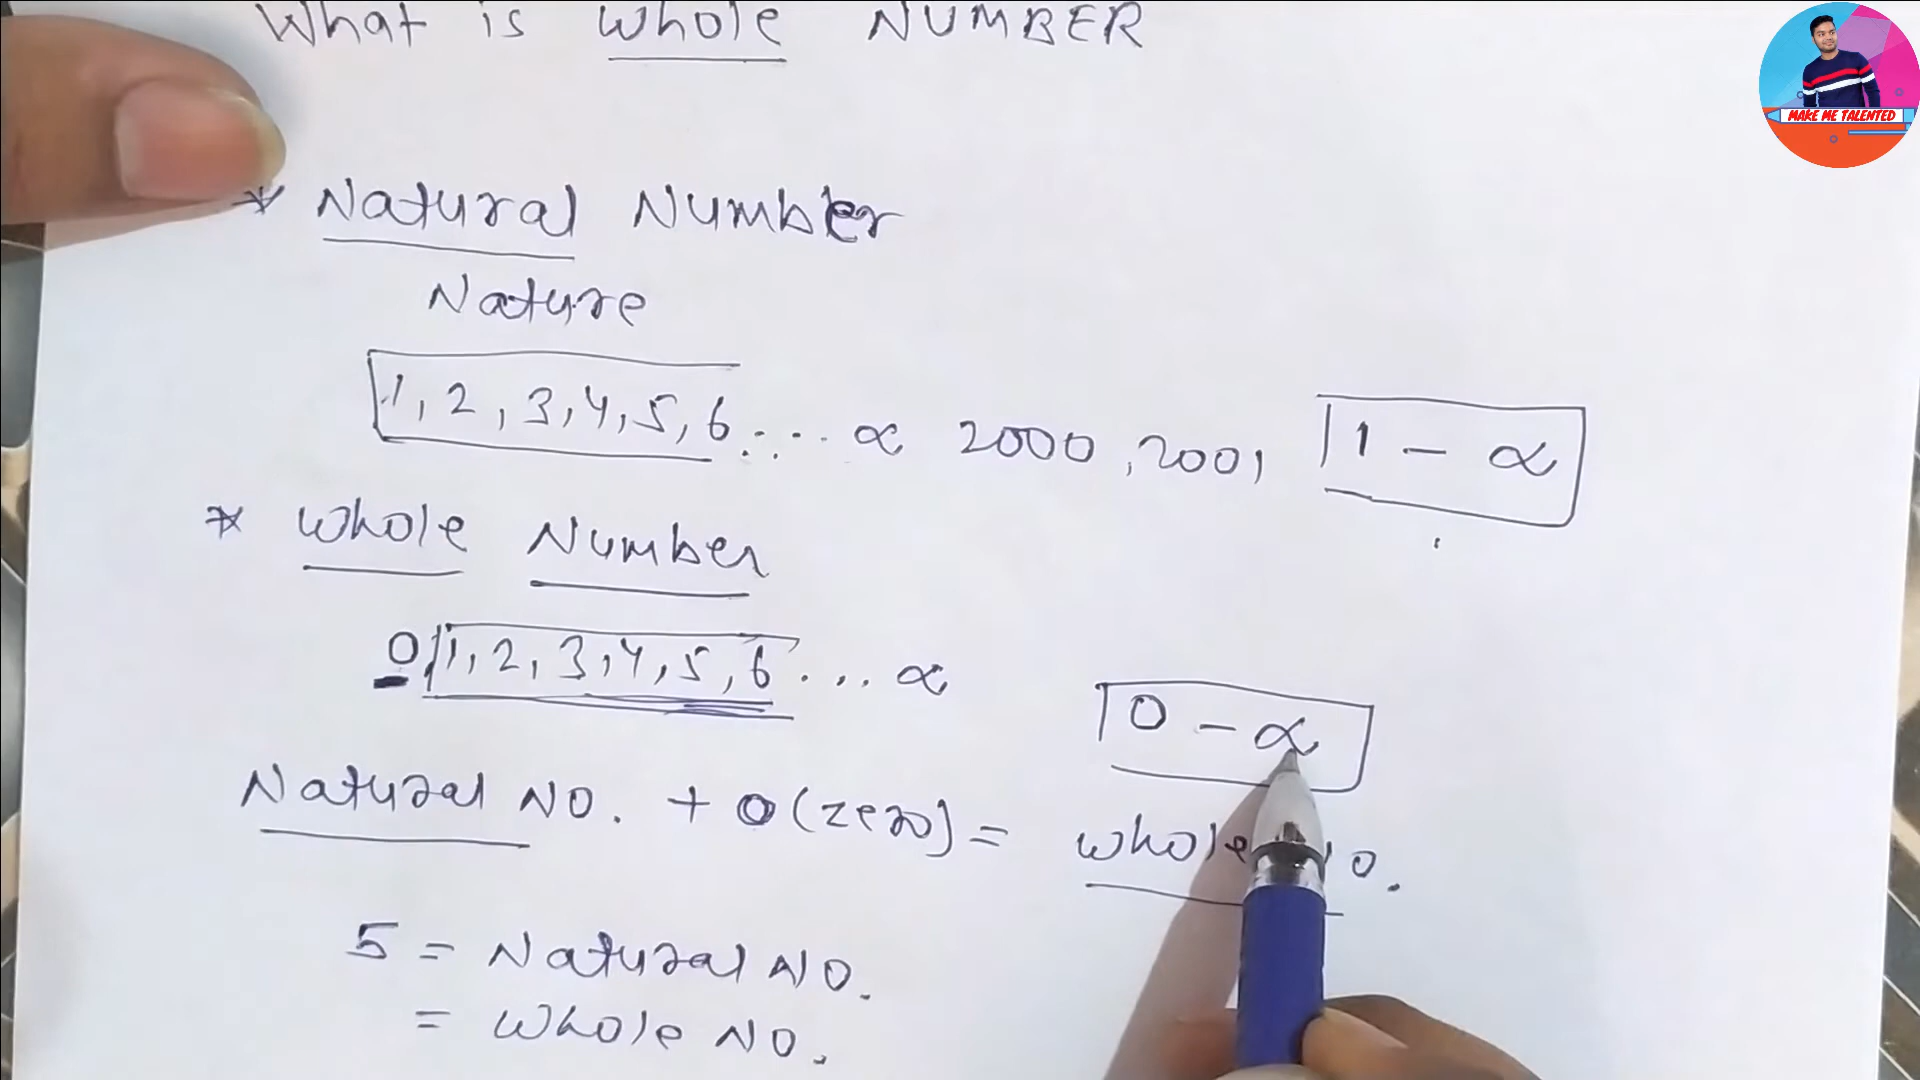 What is whole NUMBER
MAKE ME TALENTED
* Natural Number
Nature
1, 2, 3, 4, 5, 6 .... ∝ 2000, 2001, 1 - ∝
* Whole Number
0, 1, 2, 3, 4, 5, 6 ... ∝
0 - ∝
Natural NO. + 0 (zero) = whole NO.
5 = Natural NO.
= Whole NO.